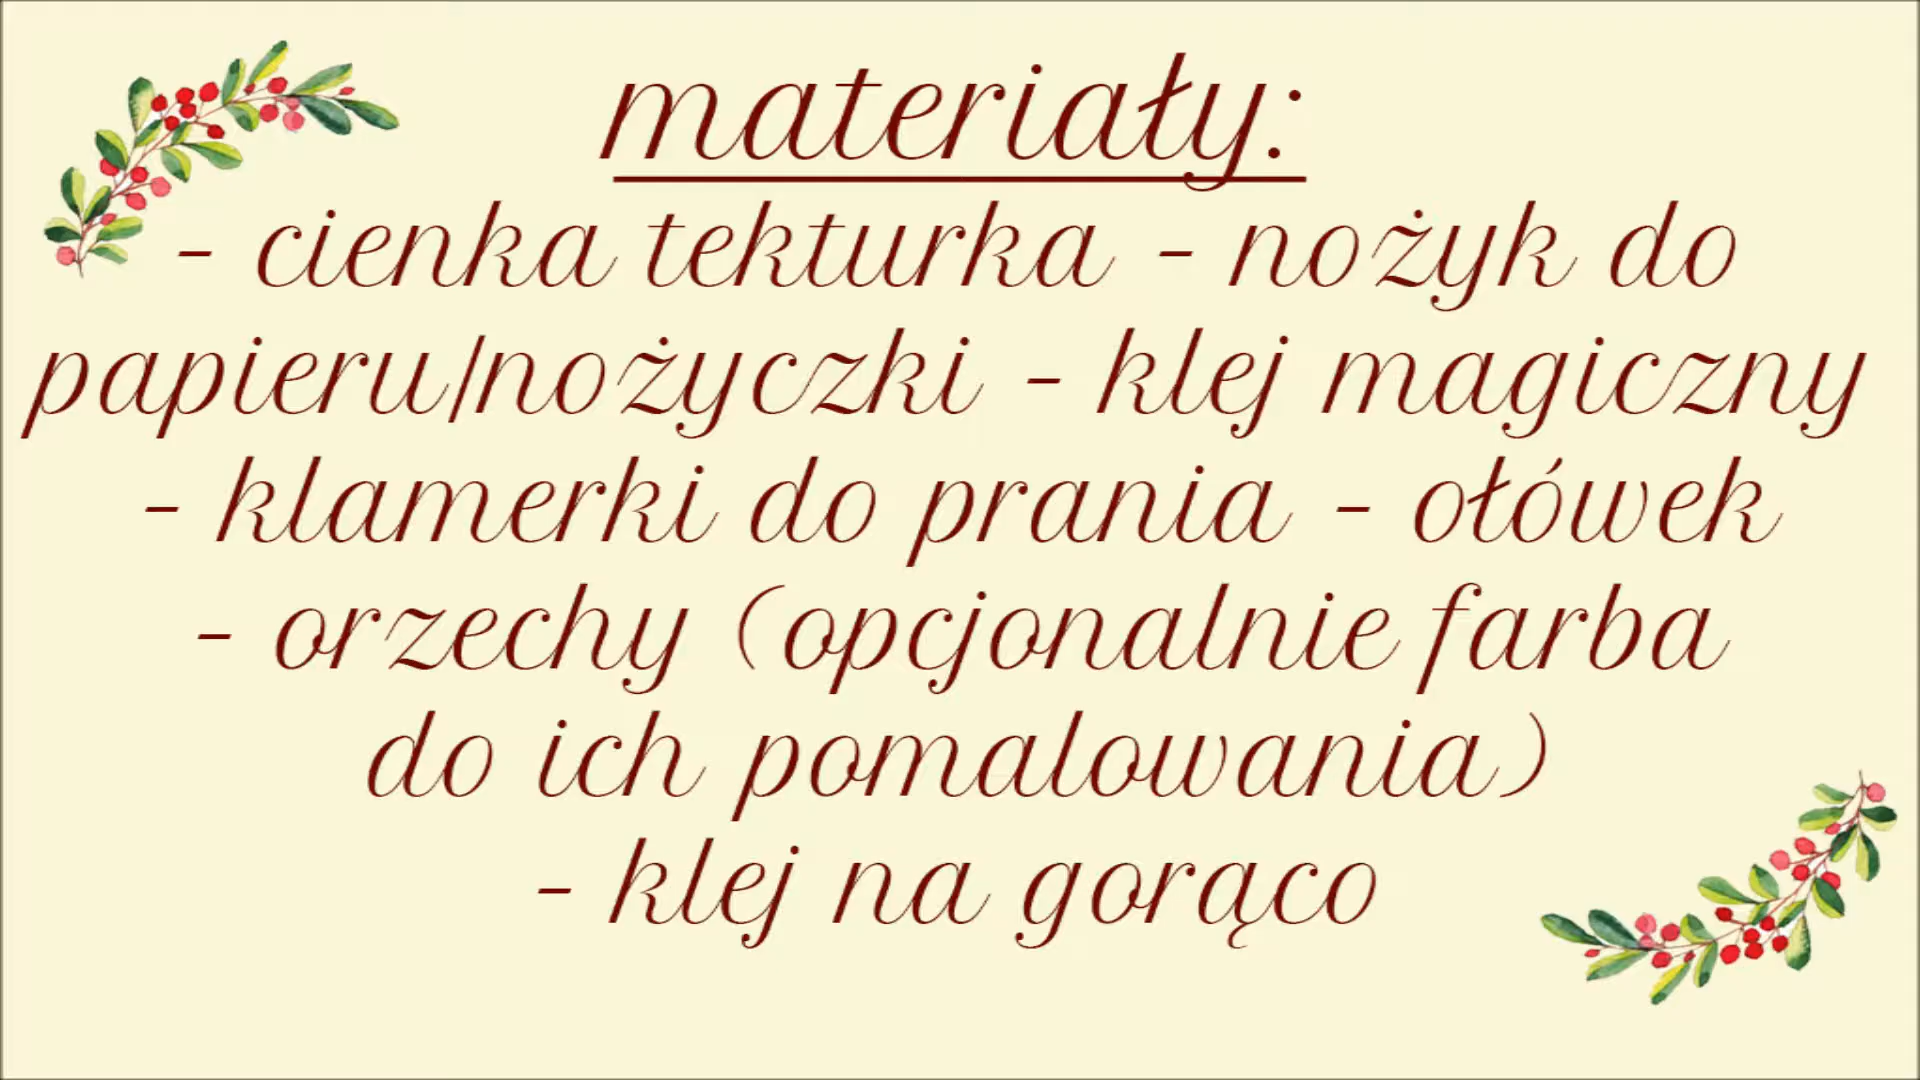 materiały:
- cienka tekturka - nożyk do
papieru/nożyczki - klej magiczny
- klamerki do prania - ołówek
- orzechy (opcjonalnie farba
do ich pomalowania)
- klej na gorąco